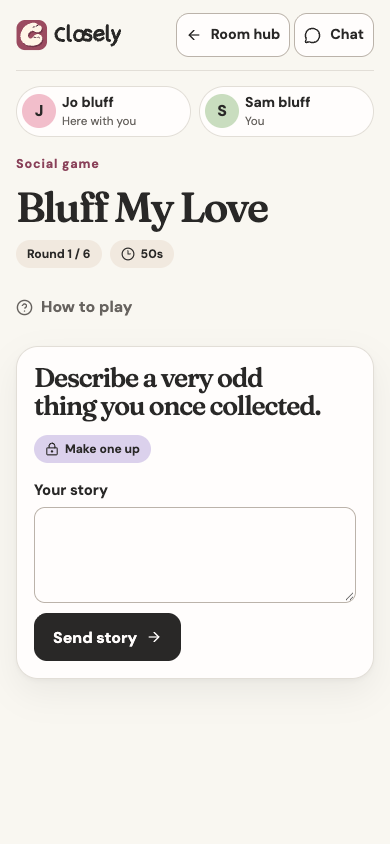 Closely
Room hub
Chat
J
Jo bluff
Here with you
S
Sam bluff
You
Social game
Bluff My Love
Round 1 / 6
50s
How to play
Describe a very odd
thing you once collected.
Make one up
Your story
Send story